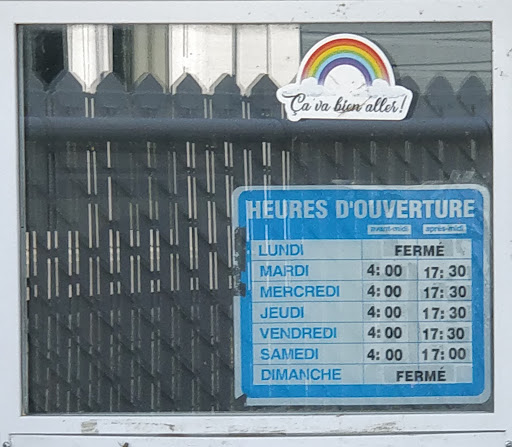 Ça va bien aller!
HEURES D'OUVERTURE
avant-midi après-midi
LUNDI FERMÉ
MARDI 4:00 17:30
MERCREDI 4:00 17:30
JEUDI 4:00 17:30
VENDREDI 4:00 17:30
SAMEDI 4:00 17:00
DIMANCHE FERMÉ